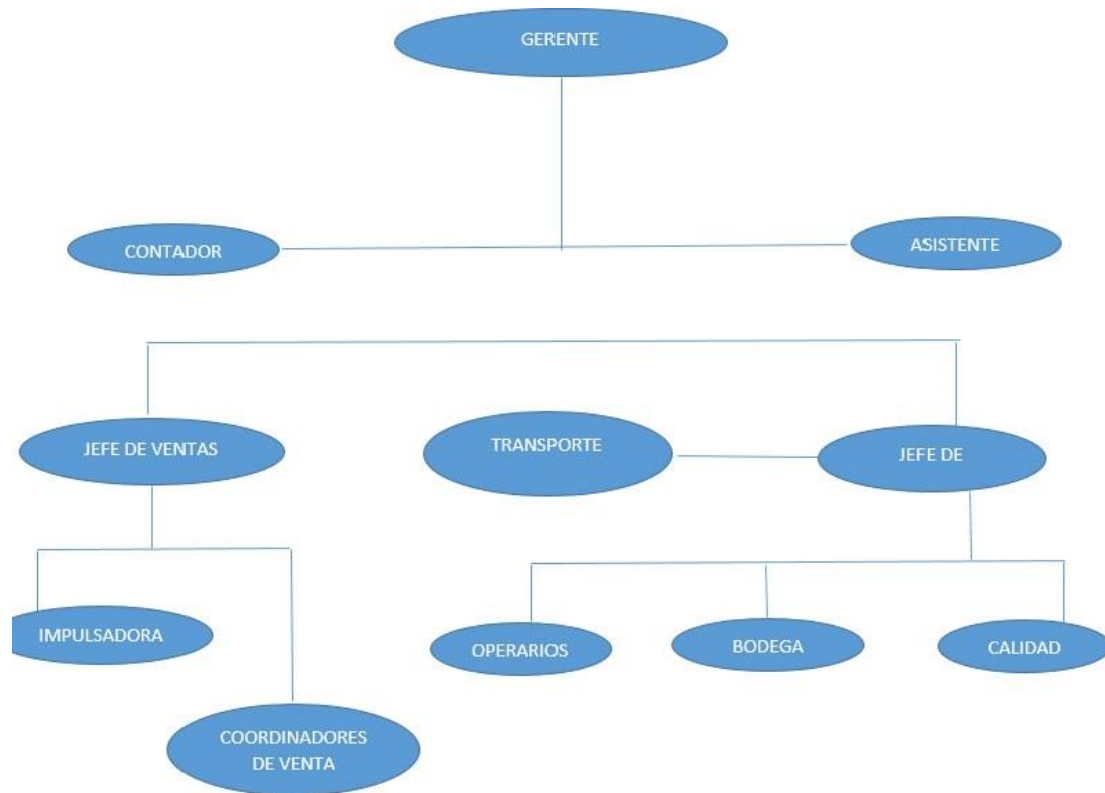 GERENTE
CONTADOR
ASISTENTE
JEFE DE VENTAS
TRANSPORTE
JEFE DE
IMPULSADORA
OPERARIOS
BODEGA
CALIDAD
COORDINADORES
DE VENTA